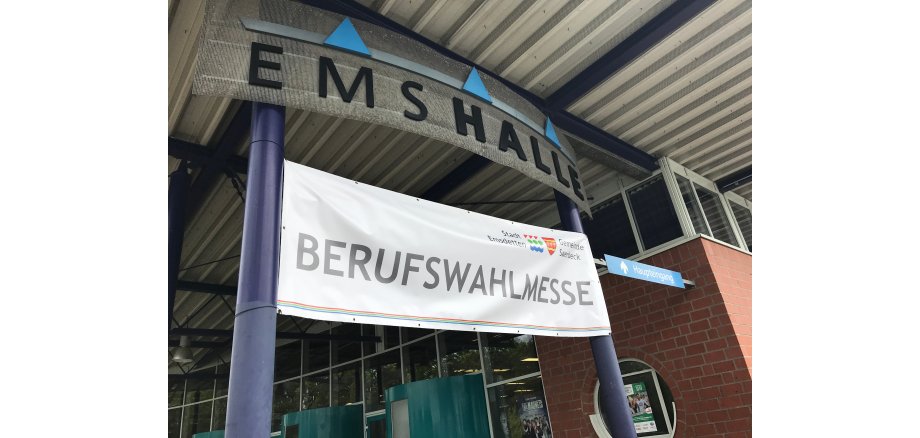 EMSHALLE
Stadt
Emsdetten
Gemeinde
Saerbeck
BERUFSWAHLMESSE
Haupteingang